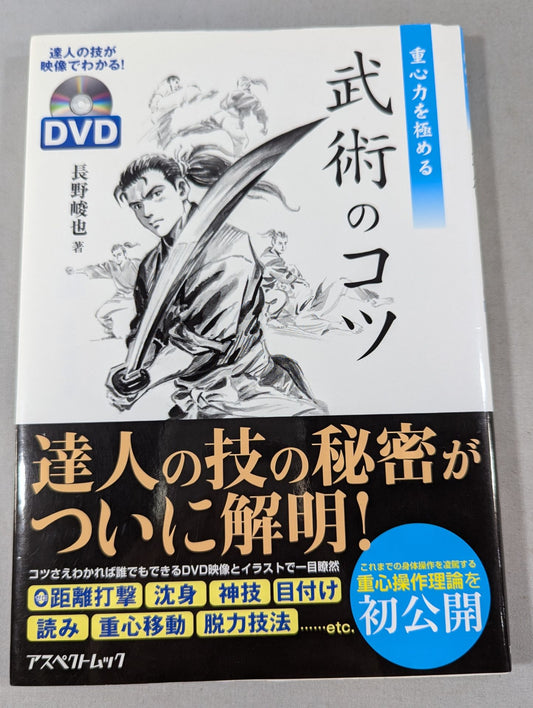 達人の技が
映像でわかる!
DVD
重心力を極める
武術のコツ
長野峻也 著
達人の技の秘密が
ついに解明!
コツさえわかれば誰でもできるDVD映像とイラストで一目瞭然
距離打撃 沈身 神技 目付け
読み 重心移動 脱力技法 ……etc.
これまでの身体操作を凌駕する
重心操作理論を
初公開
アスペクトムック